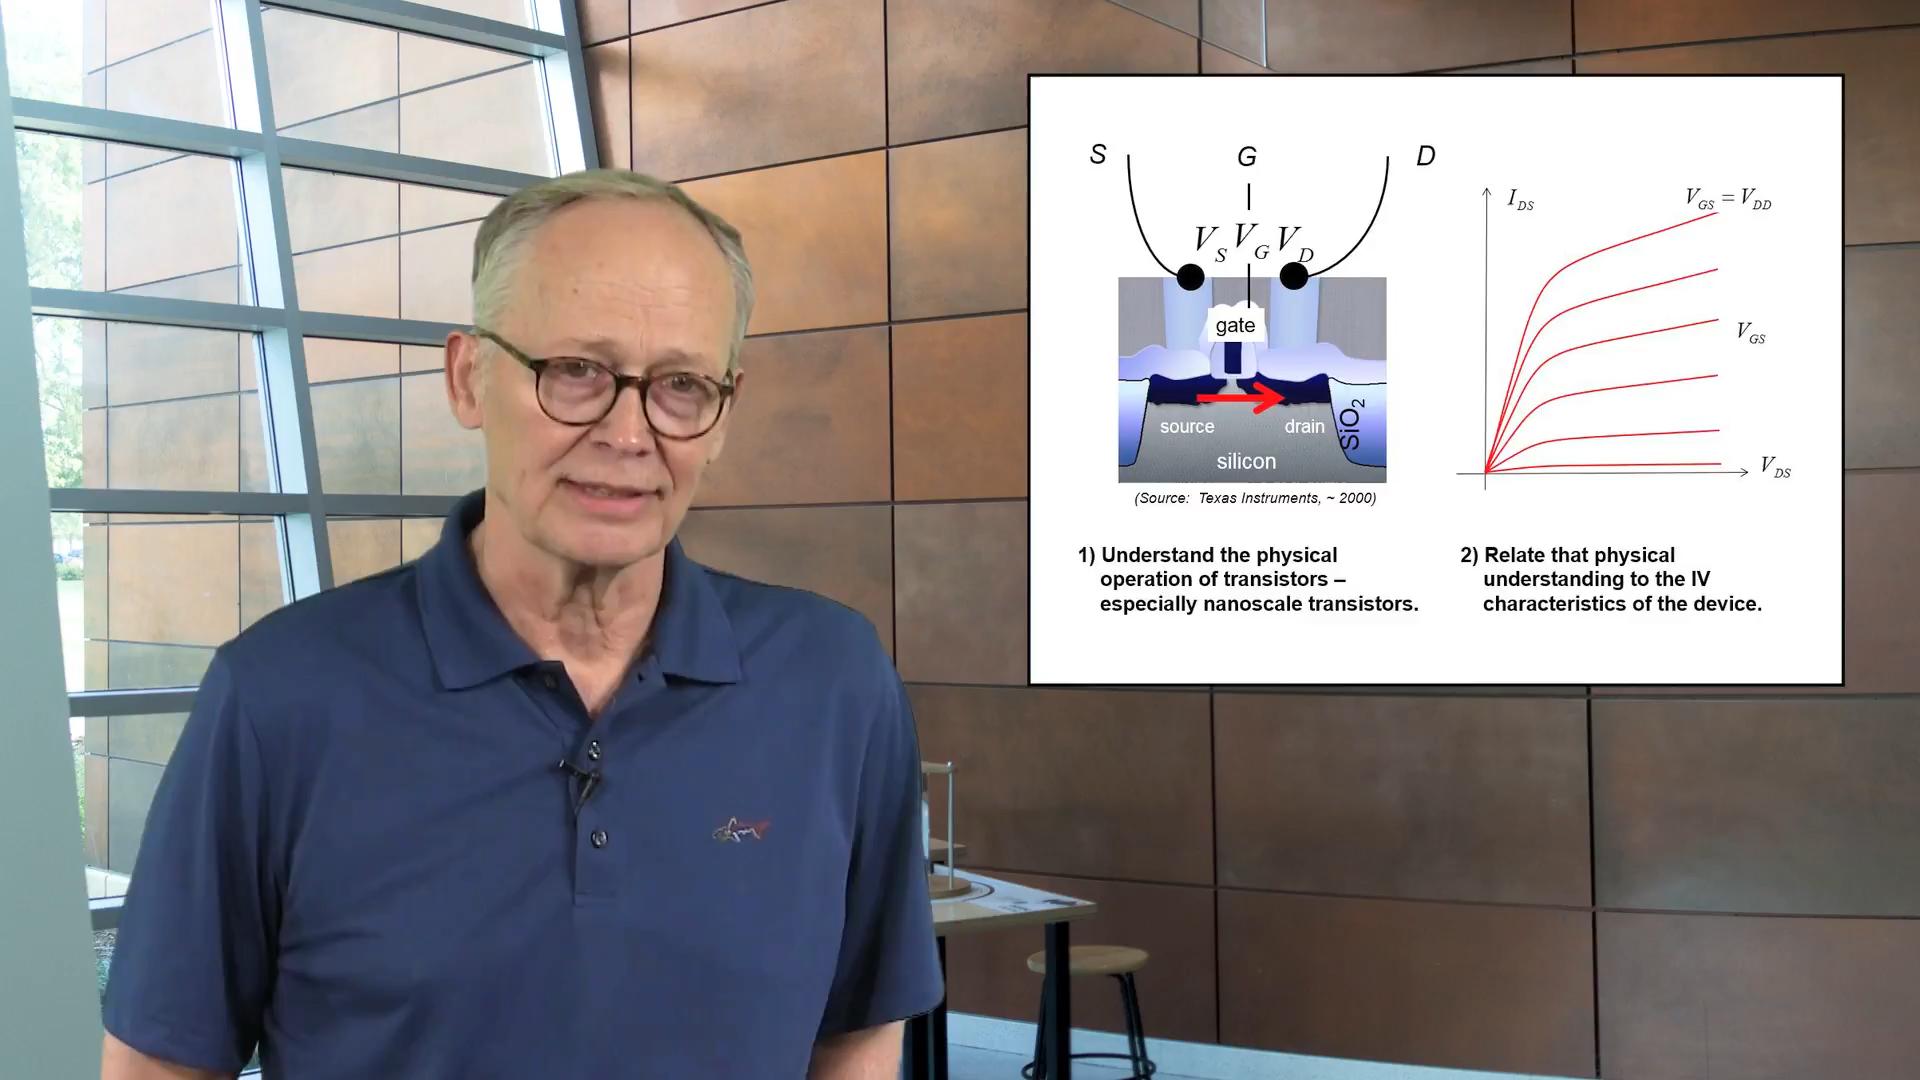 S G D
V_S V_G V_D
gate
source drain
SiO₂
silicon
(Source: Texas Instruments, ~ 2000)
I_DS
V_GS = V_DD
V_GS
V_DS
1) Understand the physical
operation of transistors –
especially nanoscale transistors.
2) Relate that physical
understanding to the IV
characteristics of the device.